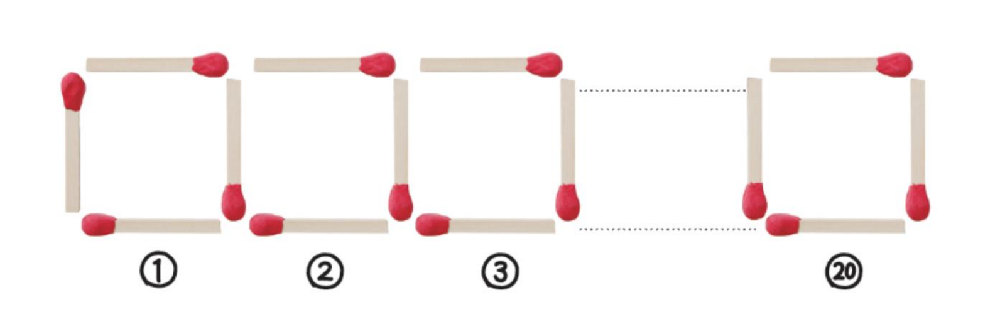 ① ② ③ ⑳